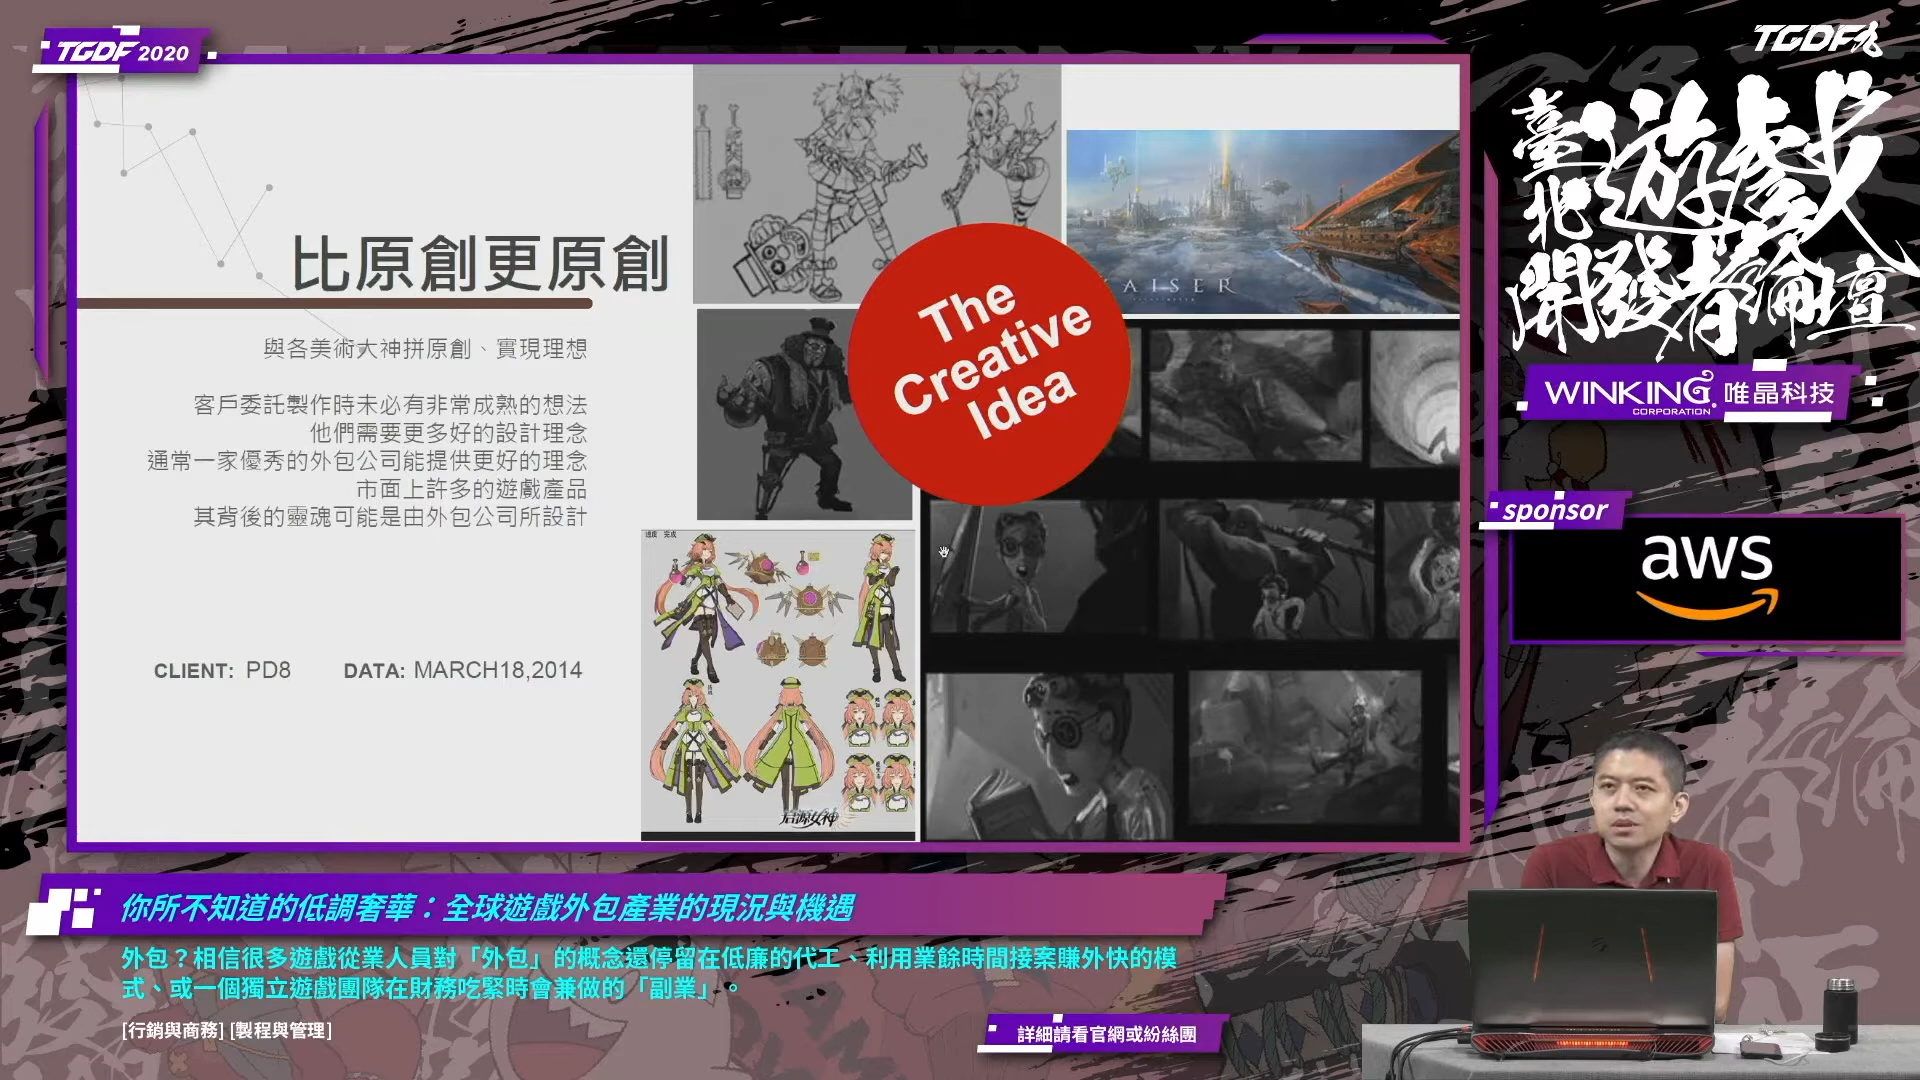 TGDF 2020
TGDF九
臺北遊戲開發者論壇
WINKING CORPORATION 唯晶科技
sponsor
aws
比原創更原創
與各美術大神拼原創、實現理想
客戶委託製作時未必有非常成熟的想法
他們需要更多好的設計理念
通常一家優秀的外包公司能提供更好的理念
市面上許多的遊戲產品
其背後的靈魂可能是由外包公司所設計
CLIENT: PD8 DATA: MARCH18,2014
The
Creative
Idea
AISER
启源女神
你所不知道的低調奢華：全球遊戲外包產業的現況與機遇
外包？相信很多遊戲從業人員對「外包」的概念還停留在低廉的代工、利用業餘時間接案賺外快的模
式、或一個獨立遊戲團隊在財務吃緊時會兼做的「副業」。
[行銷與商務] [製程與管理]
詳細請看官網或紛絲團